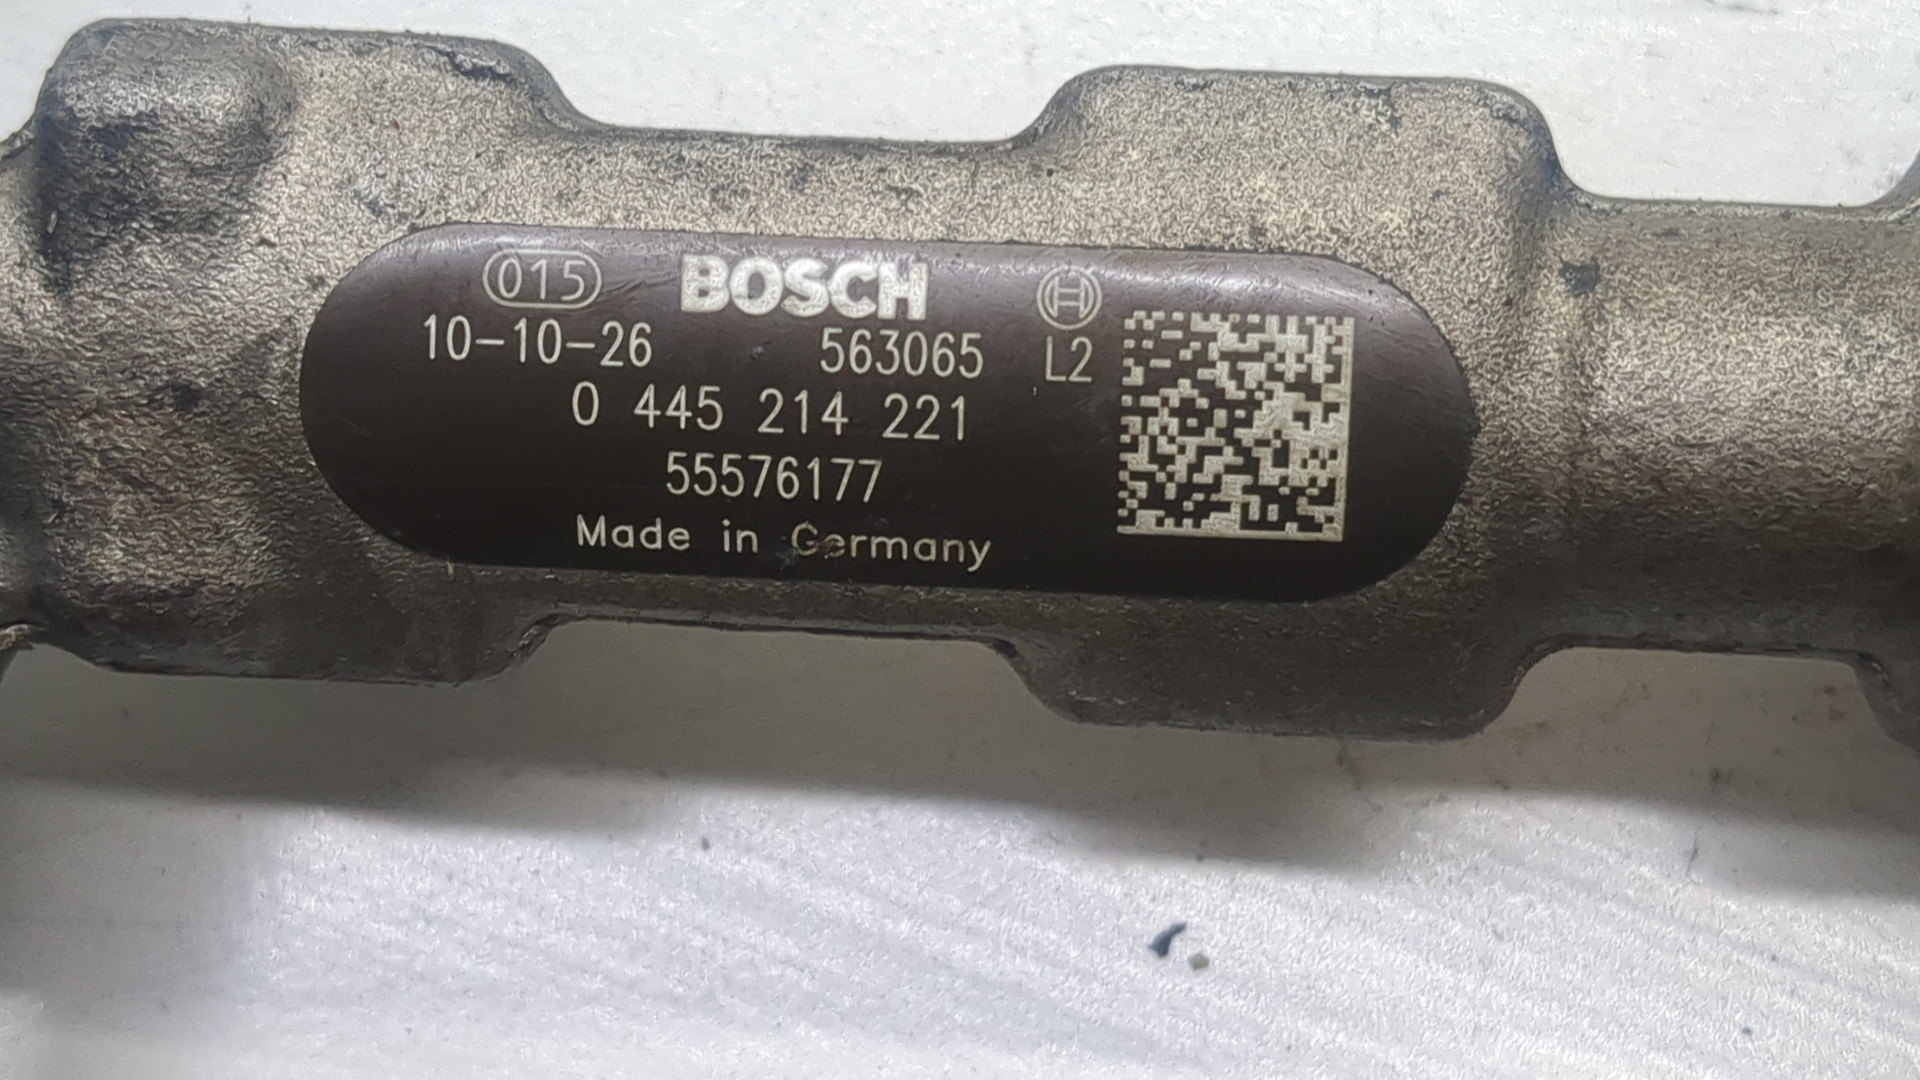 015 BOSCH
10-10-26 563065 L2
0 445 214 221
55576177
Made in Germany